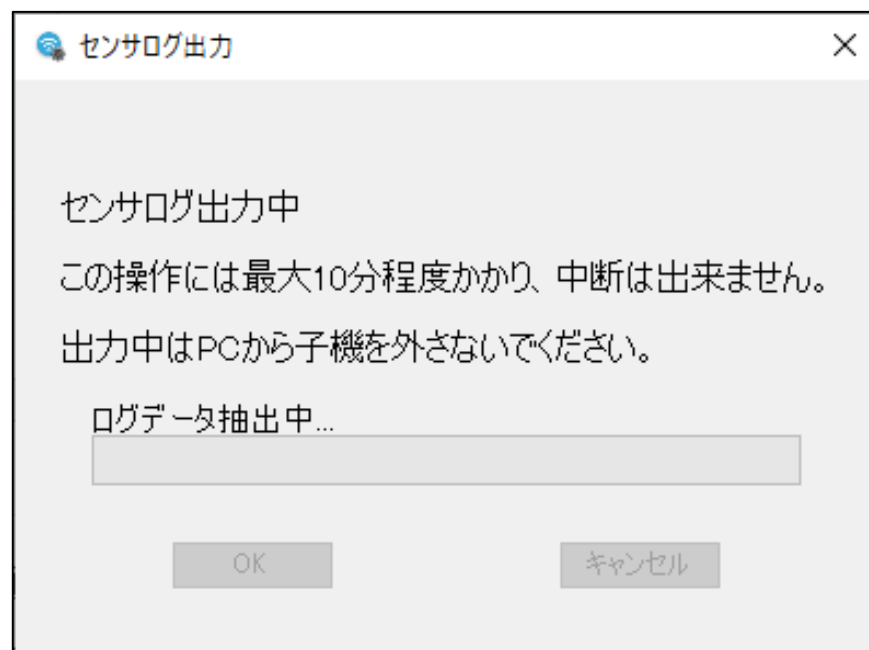 センサログ出力
センサログ出力中
この操作には最大10分程度かかり、中断は出来ません。
出力中はPCから子機を外さないでください。
ログデータ抽出中...
OK
キャンセル